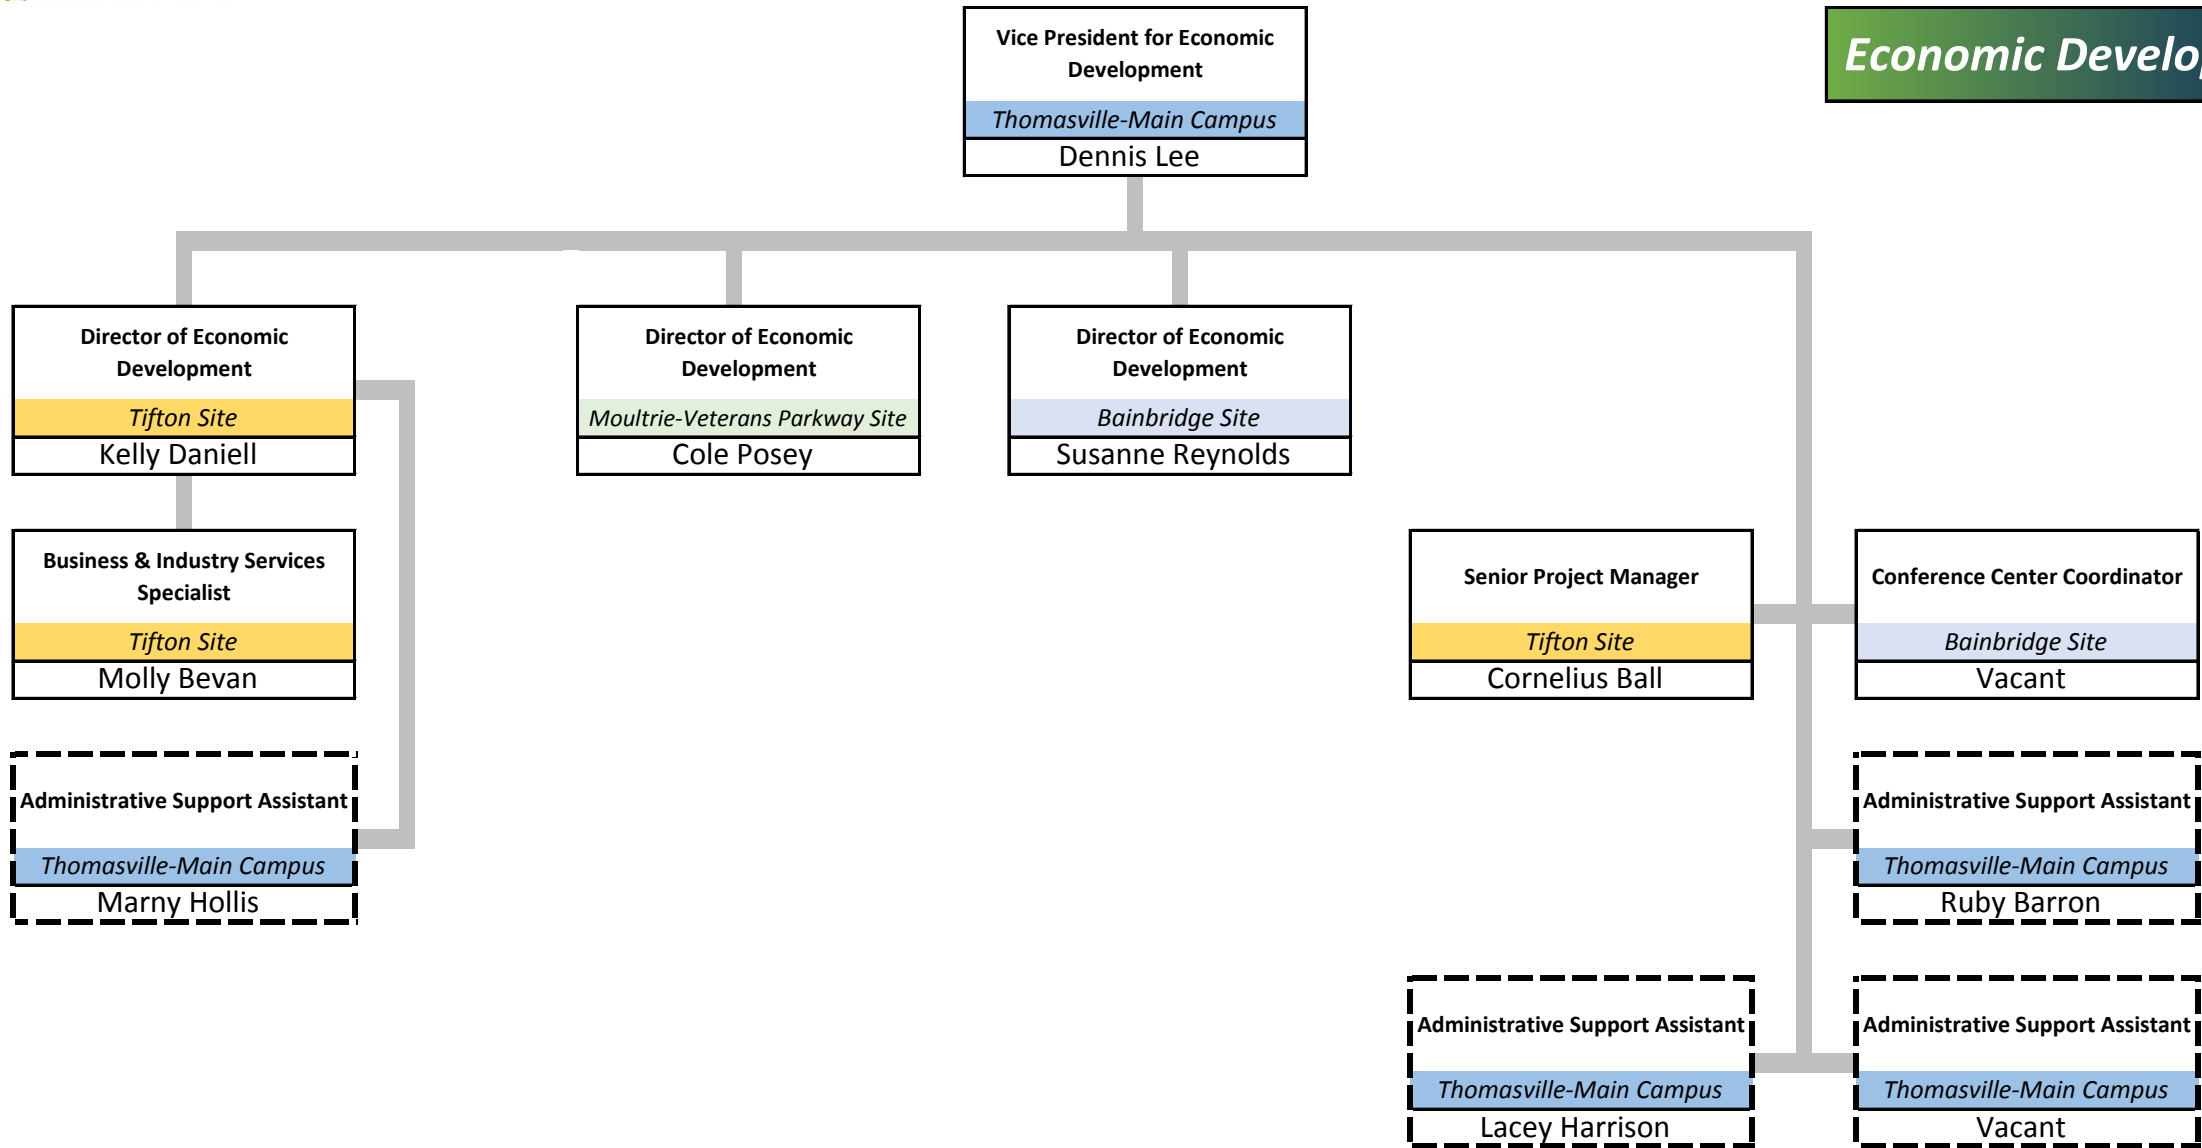 Vice President for Economic
Development
Thomasville-Main Campus
Dennis Lee
Economic
Director of Economic
Development
Tifton Site
Kelly Daniell
Director of Economic
Development
Moultrie-Veterans Parkway Site
Cole Posey
Director of Economic
Development
Bainbridge Site
Susanne Reynolds
Business & Industry Services
Specialist
Tifton Site
Molly Bevan
Senior Project Manager
Tifton Site
Cornelius Ball
Conference Center Coordinator
Bainbridge Site
Vacant
Administrative Support Assistant
Thomasville-Main Campus
Marny Hollis
Administrative Support Assistant
Thomasville-Main Campus
Ruby Barron
Administrative Support Assistant
Thomasville-Main Campus
Lacey Harrison
Administrative Support Assistant
Thomasville-Main Campus
Vacant